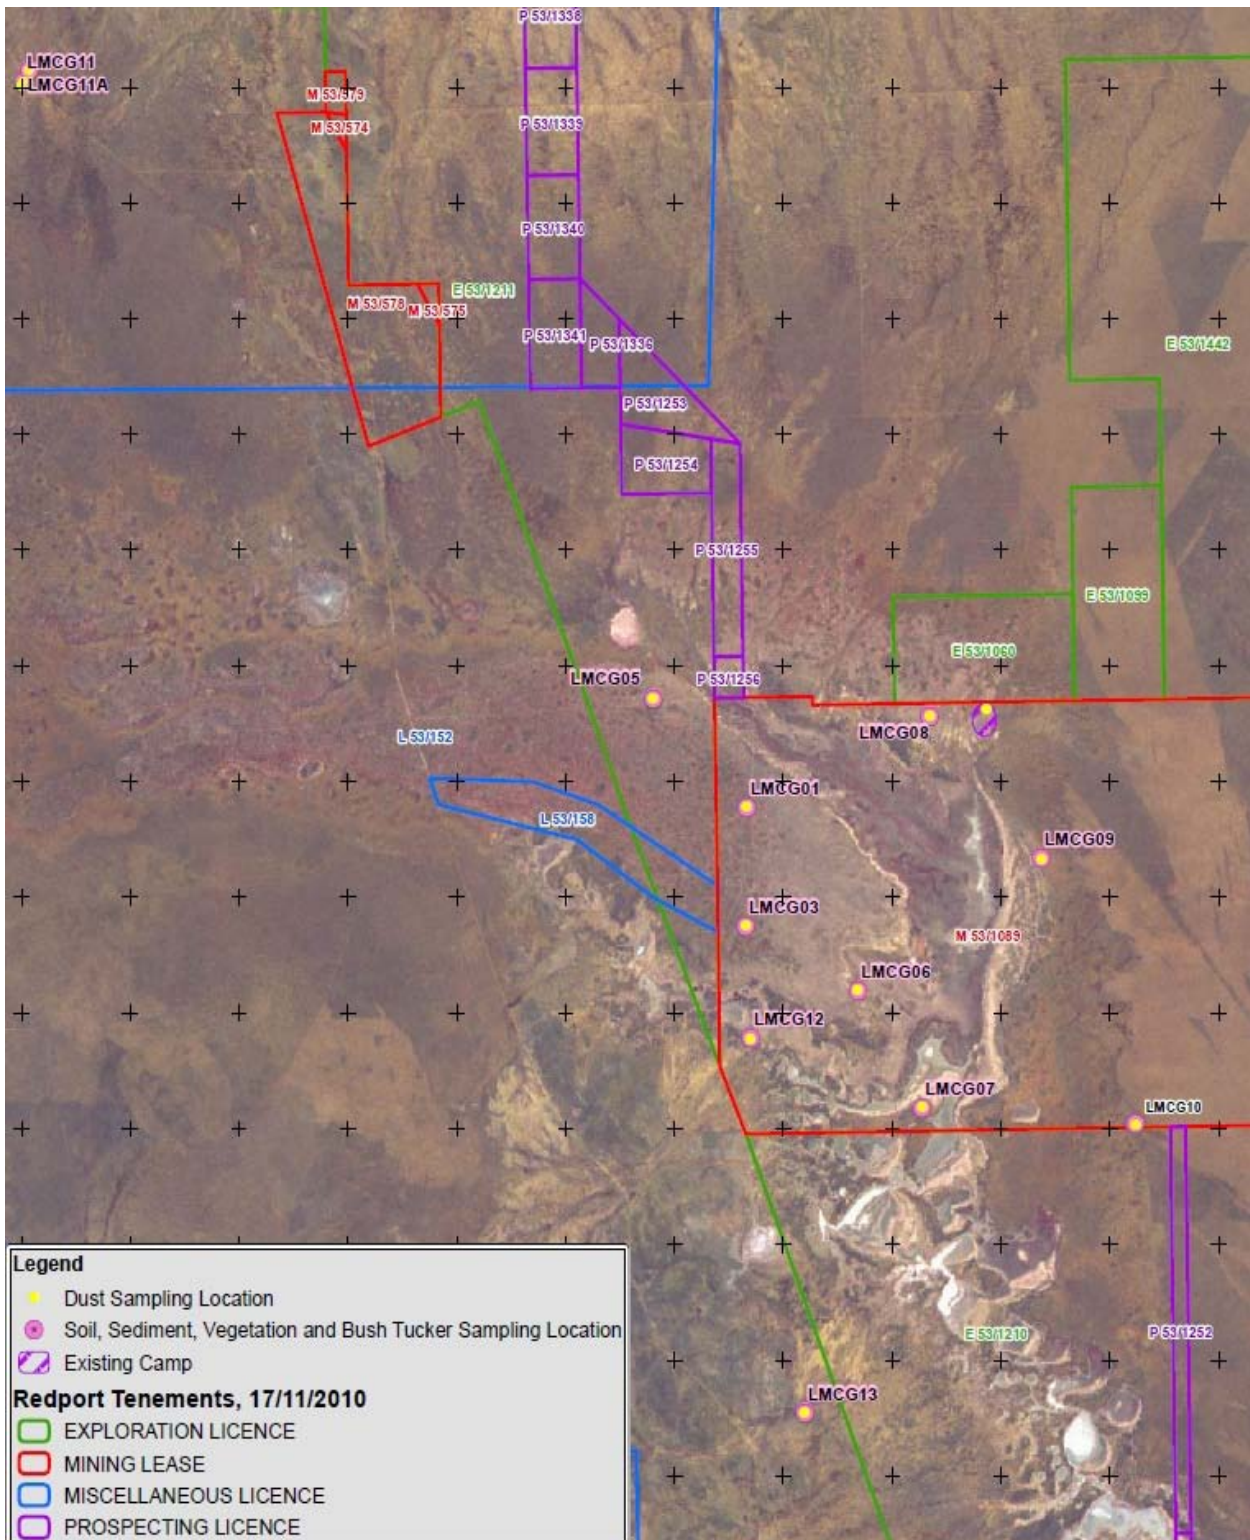 P 53/1338
LMCG11
LMCG11A
M 53/579
M 53/574
P 53/1339
P 53/1340
E 53/1211
M 53/578
M 53/575
P 53/1341
P 53/1336
E 53/1442
P 53/1253
P 53/1254
P 53/1255
E 53/1099
E 53/1060
P 53/1256
LMCG05
LMCG08
L 53/152
LMCG01
L 53/158
LMCG09
LMCG03
M 53/1089
LMCG06
LMCG12
LMCG07
LMCG10
E 53/1210
P 53/1252
LMCG13
Legend
Dust Sampling Location
Soil, Sediment, Vegetation and Bush Tucker Sampling Location
Existing Camp
Redport Tenements, 17/11/2010
EXPLORATION LICENCE
MINING LEASE
MISCELLANEOUS LICENCE
PROSPECTING LICENCE